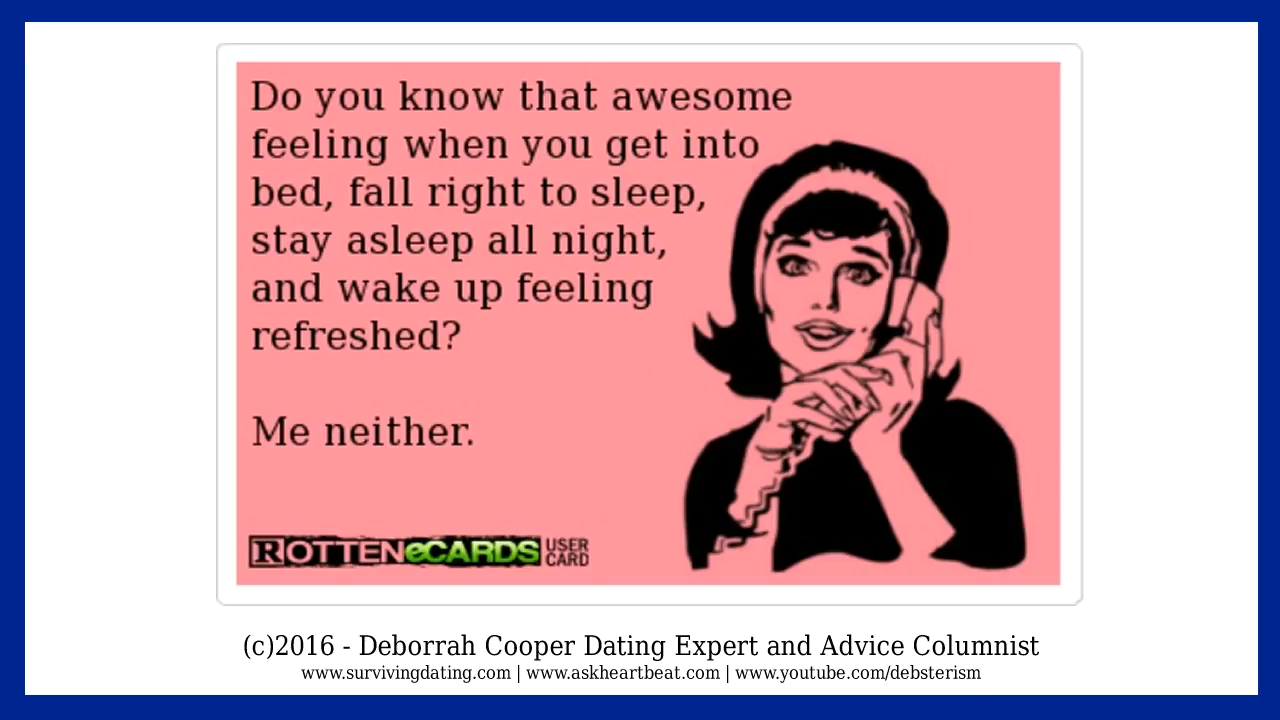 Do you know that awesome
feeling when you get into
bed, fall right to sleep,
stay asleep all night,
and wake up feeling
refreshed?
Me neither.
ROTTENeCARDS USER CARD
(c)2016 - Deborrah Cooper Dating Expert and Advice Columnist
www.survivingdating.com | www.askheartbeat.com | www.youtube.com/debsterism